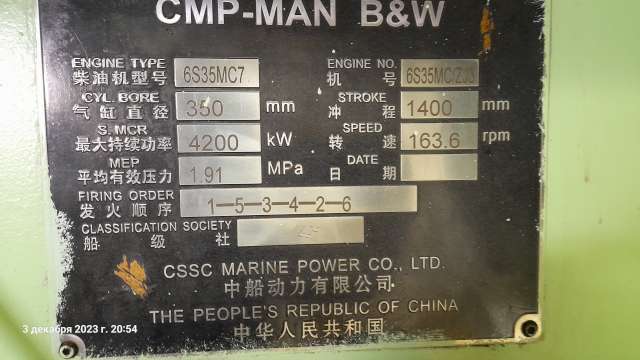 CMP-MAN B&W
ENGINE TYPE 6S35MC7 ENGINE NO. 6S35MC/ZJ3
柴油机型号 机 号
CYL. BORE 350 mm STROKE 1400 mm
气缸直径 冲 程
S.MCR 4200 kW SPEED 163.6 rpm
最大持续功率 转 速
MEP 1.91 MPa DATE
平均有效压力 日 期
FIRING ORDER 1-5-3-4-2-6
发火顺序
CLASSIFICATION SOCIETY
船 级 社
CSSC MARINE POWER CO., LTD.
中船动力有限公司
THE PEOPLE'S REPUBLIC OF CHINA
中华人民共和国
3 декабря 2023 г. 20:54